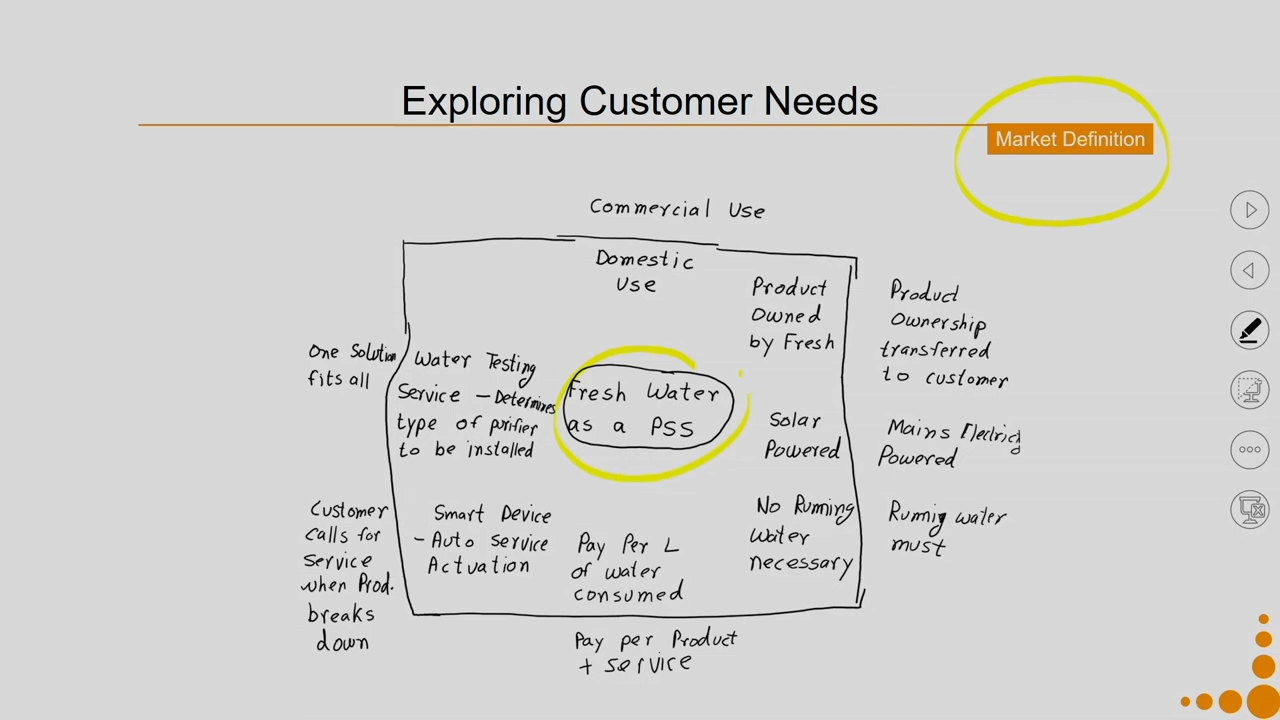 Exploring Customer Needs
Market Definition
Commercial Use
Domestic
Use
Product
Owned
by Fresh
Product
Ownership
transferred
to customer
One Solution
fits all
Water Testing
Service - Determines
type of purifier
to be installed
Fresh Water
as a PSS
Solar
Powered
Mains Electricity
Powered
Customer
calls for
service
when Prod.
breaks
down
Smart Device
- Auto service
Actuation
Pay Per L
of water
consumed
No Running
Water
necessary
Running water
must
Pay per Product
+ service